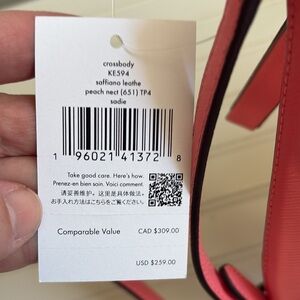 crossbody
KE594
saffiano leathe
peach nect (651) TP4
sadie
1 96021 41372 8
Take good care. Here's how.
Prenez-en bien soin. Voici comment.
请妥善维护。这里是具体做法。
お手入れ方法はこちらをご覧ください。
Comparable Value CAD $309.00
USD $259.00